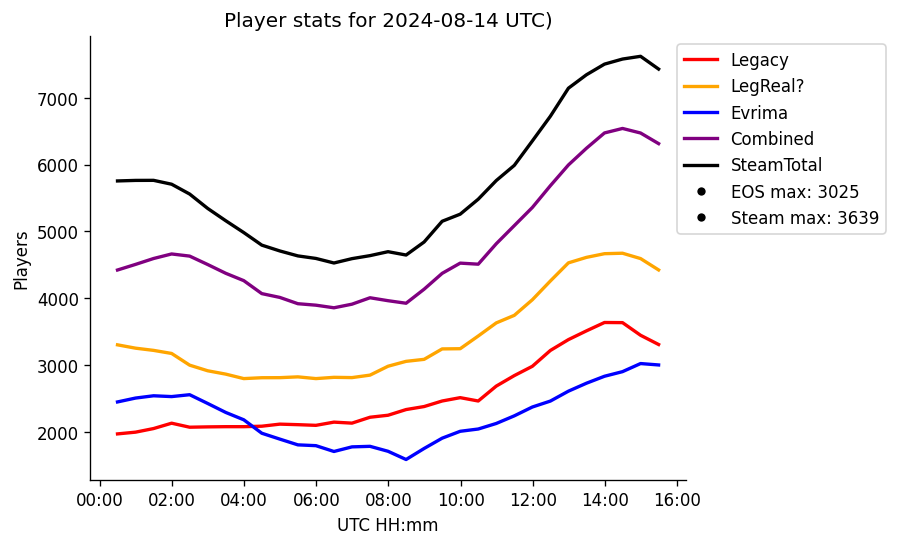 Player stats for 2024-08-14 UTC)
Legacy
LegReal?
Evrima
Combined
SteamTotal
EOS max: 3025
Steam max: 3639
Players
7000
6000
5000
4000
3000
2000
00:00 02:00 04:00 06:00 08:00 10:00 12:00 14:00 16:00
UTC HH:mm